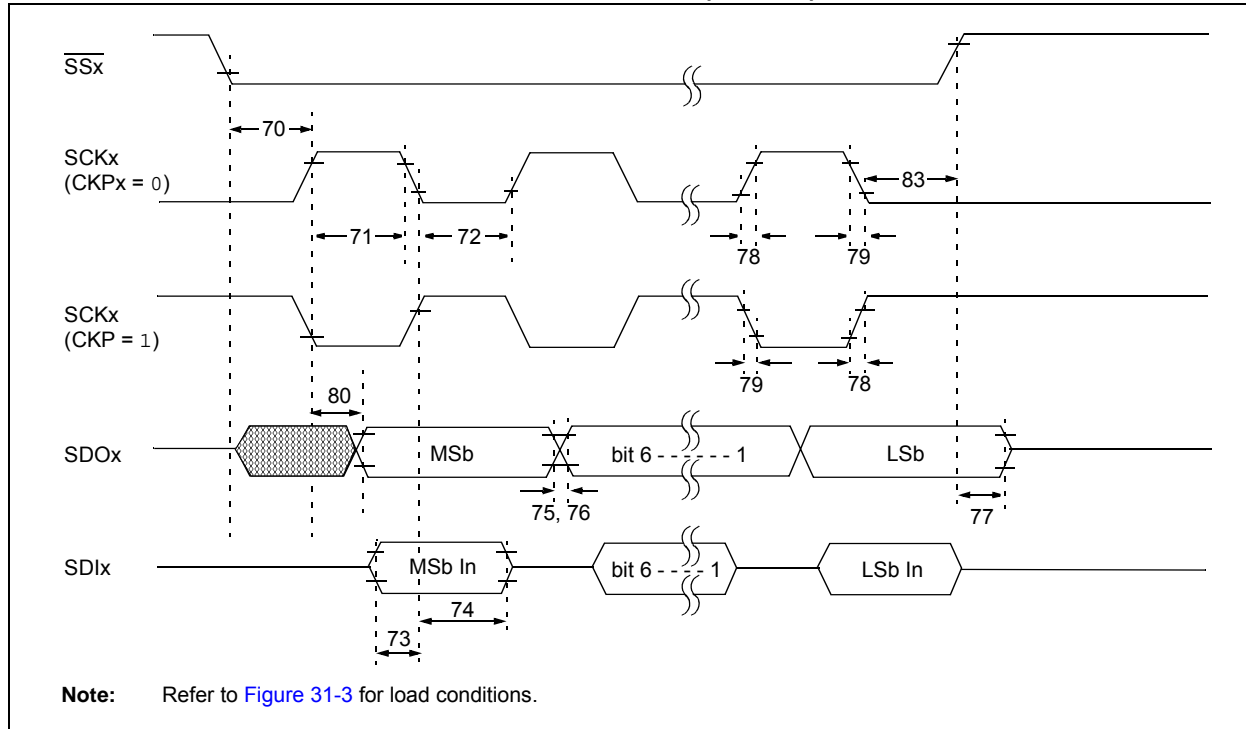 SSx
70
SCKx
(CKPx = 0)
83
71
72
78
79
SCKx
(CKP = 1)
79
78
80
SDOx
MSb
bit 6 - - - - - - 1
LSb
75, 76
77
SDIx
MSb In
bit 6 - - - - 1
LSb In
74
73
Note: Refer to Figure 31-3 for load conditions.